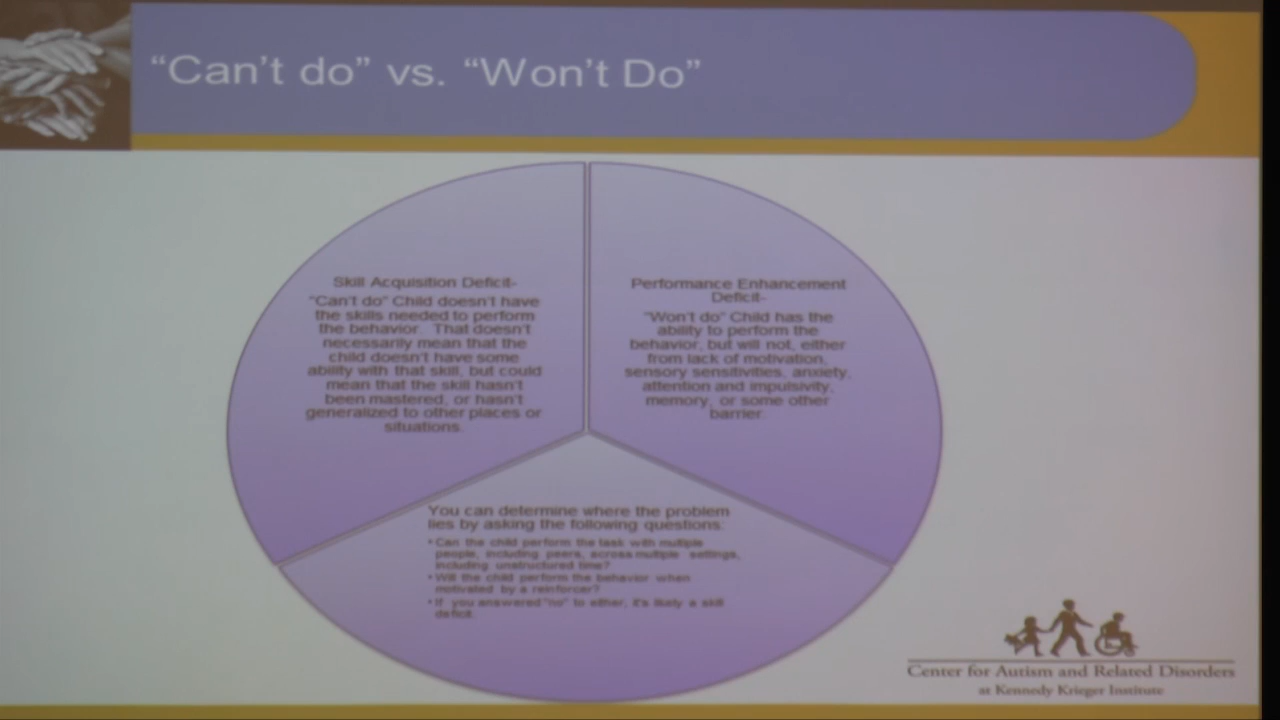 “Can’t do” vs. “Won’t Do”
Skill Acquisition Deficit-
“Can’t do” Child doesn’t have
the skills needed to perform
the behavior. That doesn’t
necessarily mean that the
child doesn’t have some
ability with that skill, but could
mean that the skill hasn’t
been mastered, or hasn’t
generalized to other places or
situations.
Performance Enhancement
Deficit-
“Won’t do” Child has the
ability to perform the
behavior, but will not, either
from lack of motivation,
sensory sensitivities, anxiety,
attention and impulsivity,
memory, or some other
barrier.
You can determine where the problem
lies by asking the following questions:
• Can the child perform the task with multiple
people, including peers, across multiple settings,
including unstructured time?
• Will the child perform the behavior when
motivated by a reinforcer?
• If you answered “no” to either, it’s likely a skill
deficit.
Center for Autism and Related Disorders
at Kennedy Krieger Institute